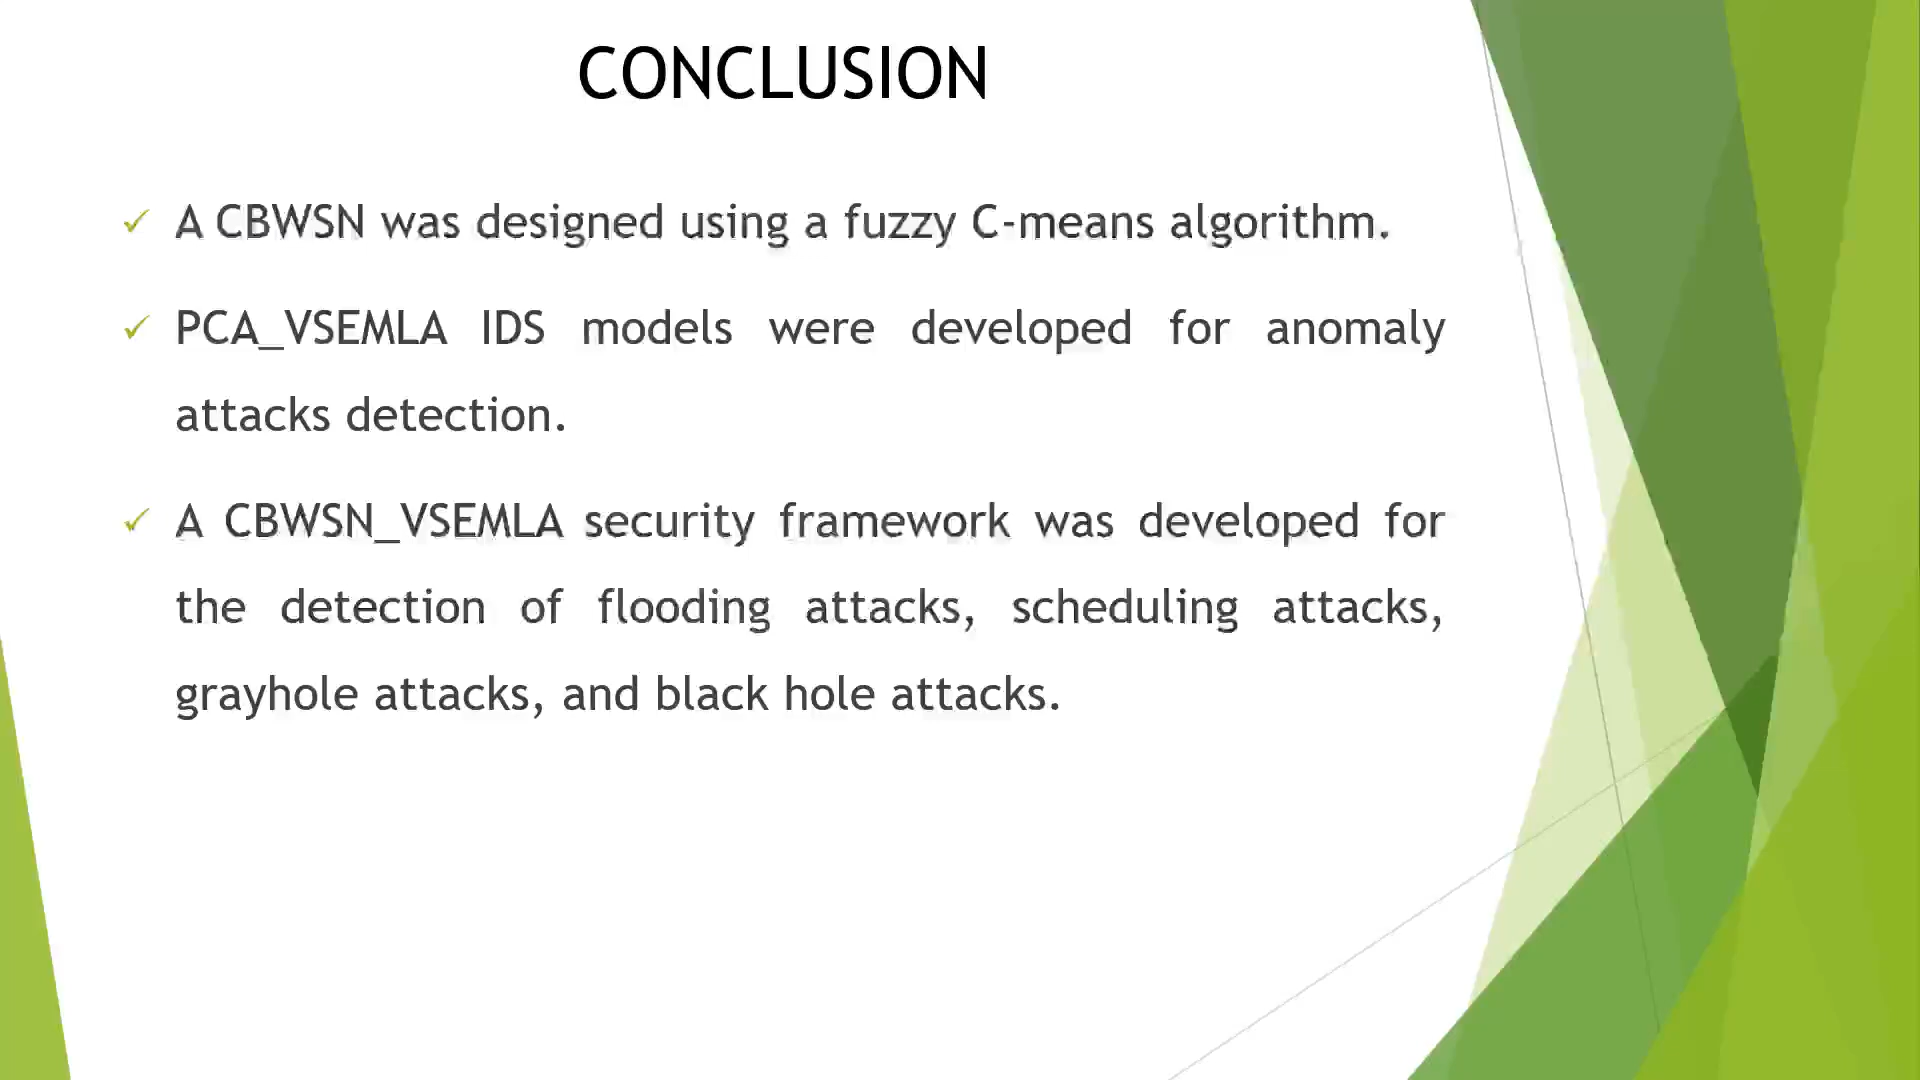 CONCLUSION
✓ A CBWSN was designed using a fuzzy C-means algorithm.
✓ PCA_VSEMLA IDS models were developed for anomaly
attacks detection.
✓ A CBWSN_VSEMLA security framework was developed for
the detection of flooding attacks, scheduling attacks,
grayhole attacks, and black hole attacks.